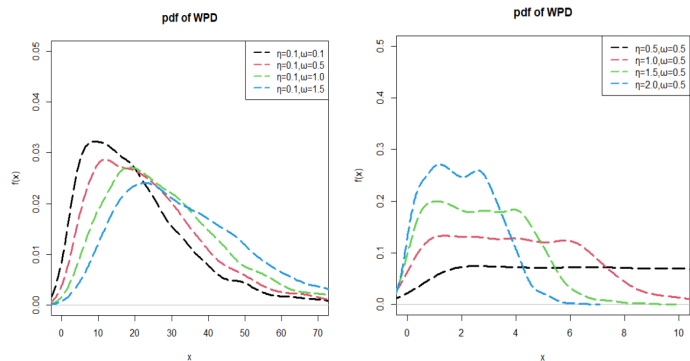 pdf of WPD
η=0.1,ω=0.1
η=0.1,ω=0.5
η=0.1,ω=1.0
η=0.1,ω=1.5
f(x)
0.05
0.04
0.03
0.02
0.01
0.00
0 10 20 30 40 50 60 70
x
pdf of WPD
η=0.5,ω=0.5
η=1.0,ω=0.5
η=1.5,ω=0.5
η=2.0,ω=0.5
f(x)
0.5
0.4
0.3
0.2
0.1
0.0
0 2 4 6 8 10
x